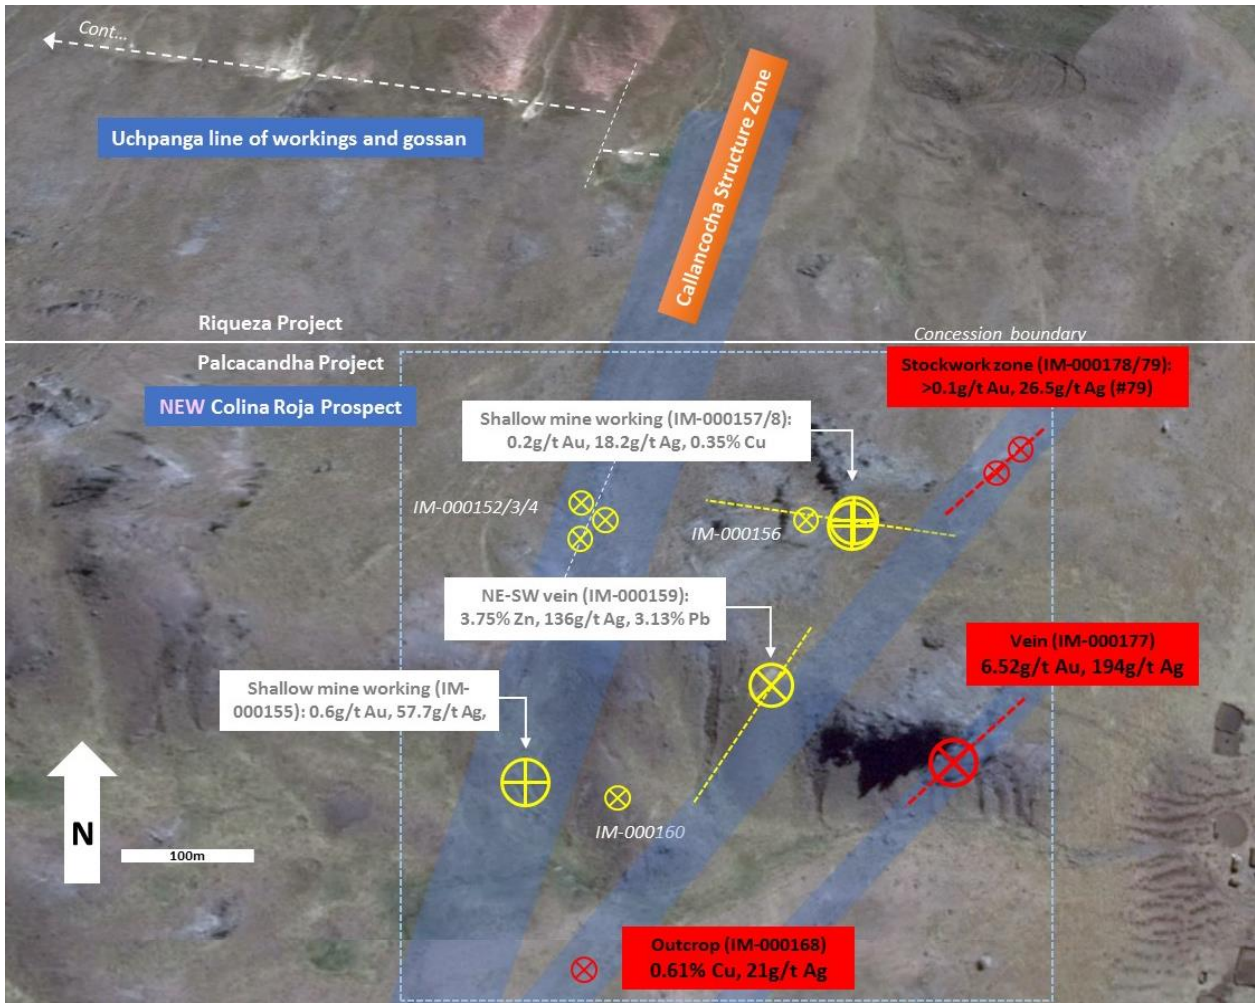 Cont...
Uchpanga line of workings and gossan
Callancocha Structure Zone
Riqueza Project
Concession boundary
Palcacandha Project
NEW Colina Roja Prospect
Stockwork zone (IM-000178/79):
>0.1g/t Au, 26.5g/t Ag (#79)
Shallow mine working (IM-000157/8):
0.2g/t Au, 18.2g/t Ag, 0.35% Cu
IM-000152/3/4
IM-000156
NE-SW vein (IM-000159):
3.75% Zn, 136g/t Ag, 3.13% Pb
Vein (IM-000177)
6.52g/t Au, 194g/t Ag
Shallow mine working (IM-
000155): 0.6g/t Au, 57.7g/t Ag,
IM-000160
N
100m
Outcrop (IM-000168)
0.61% Cu, 21g/t Ag